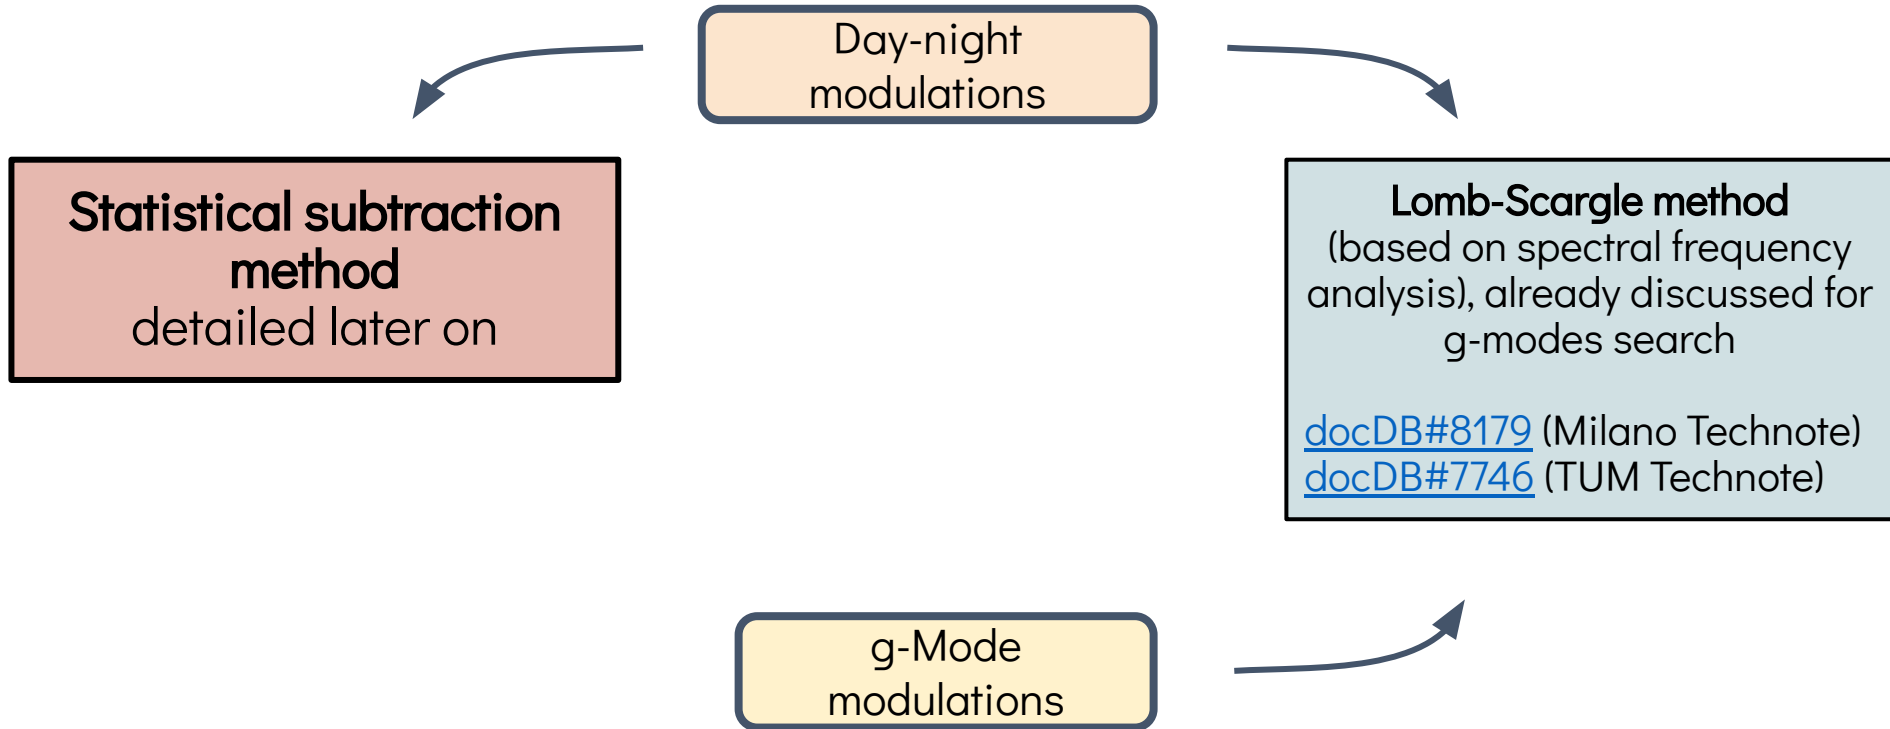 Day-night
modulations
Statistical subtraction
method
detailed later on
Lomb-Scargle method
(based on spectral frequency
analysis), already discussed for
g-modes search
docDB#8179 (Milano Technote)
docDB#7746 (TUM Technote)
g-Mode
modulations